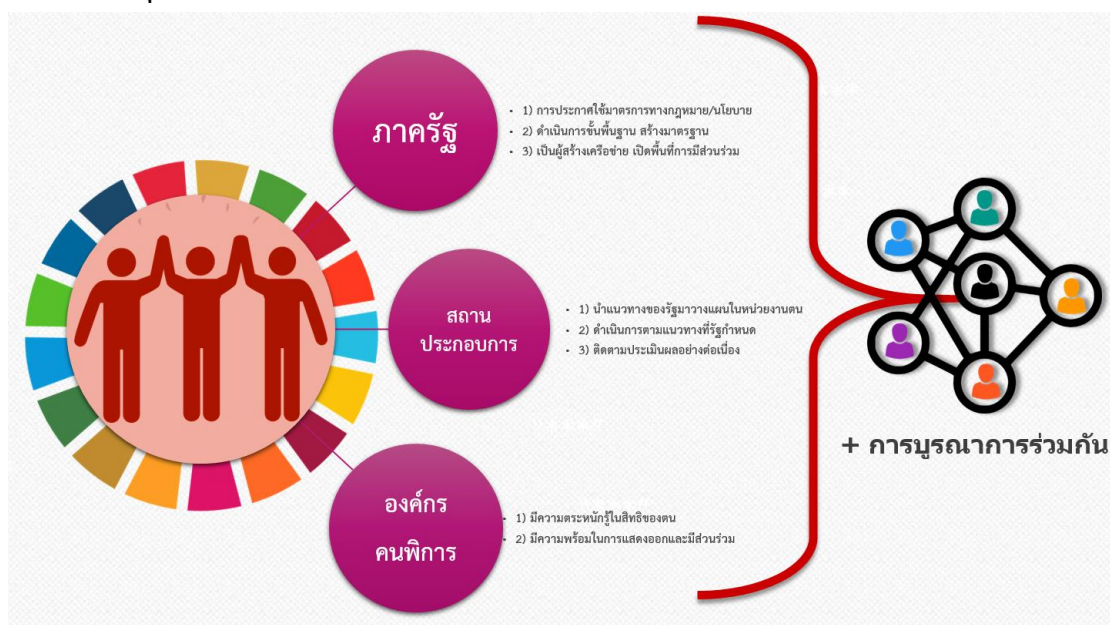 ภาครัฐ
• 1) การประกาศใช้มาตรการทางกฎหมาย/นโยบาย
• 2) ดำเนินการขั้นพื้นฐาน สร้างมาตรฐาน
• 3) เป็นผู้สร้างเครือข่าย เปิดพื้นที่การมีส่วนร่วม
สถาน
ประกอบการ
• 1) นำแนวทางของรัฐมาวางแผนในหน่วยงานตน
• 2) ดำเนินการตามแนวทางที่รัฐกำหนด
• 3) ติดตามประเมินผลอย่างต่อเนื่อง
องค์กร
คนพิการ
• 1) มีความตระหนักรู้ในสิทธิของตน
• 2) มีความพร้อมในการแสดงออกและมีส่วนร่วม
+ การบูรณาการร่วมกัน